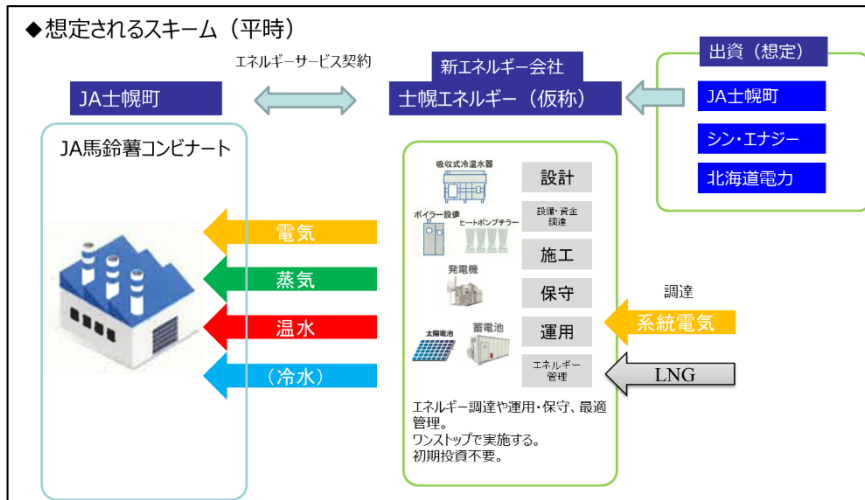 ◆想定されるスキーム（平時）
エネルギーサービス契約
JA士幌町
新エネルギー会社
士幌エネルギー（仮称）
出資（想定）
JA士幌町
シン・エナジー
北海道電力
JA馬鈴薯コンビナート
電気
蒸気
温水
（冷水）
吸収式冷温水器
ボイラー設備
ヒートポンプチラー
発電機
太陽電池
蓄電池
設計
設備・資金
調達
施工
保守
運用
エネルギー
管理
調達
系統電気
LNG
エネルギー調達や運用・保守、最適
管理。
ワンストップで実施する。
初期投資不要。